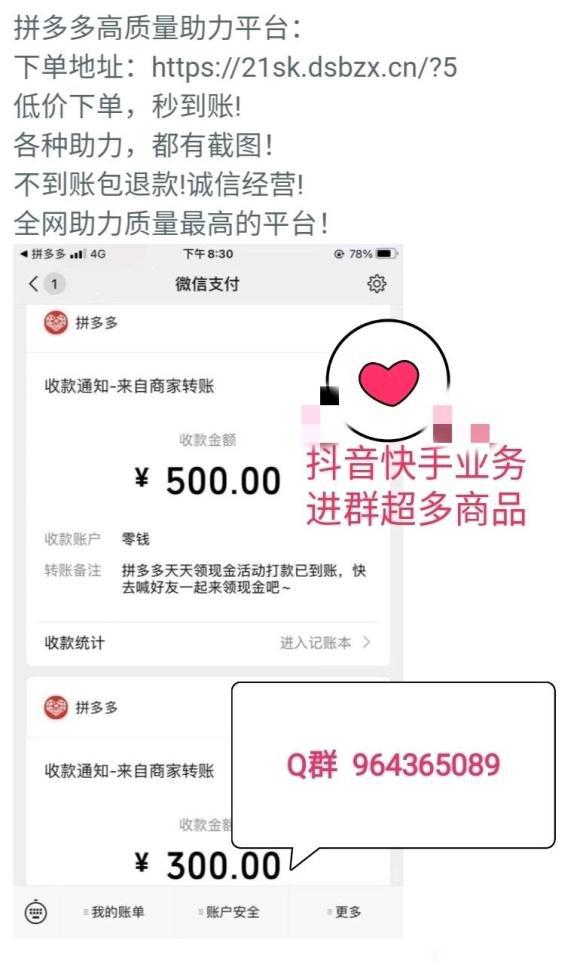 拼多多高质量助力平台：
下单地址：https://21sk.dsbzx.cn/?5
低价下单，秒到账!
各种助力，都有截图！
不到账包退款!诚信经营!
全网助力质量最高的平台！
拼多多 4G 下午8:30 78%
1 微信支付
拼多多
收款通知-来自商家转账
收款金额
¥ 500.00
抖音快手业务
进群超多商品
收款账户 零钱
转账备注 拼多多天天领现金活动打款已到账，快
去喊好友一起来领现金吧~
收款统计 进入记账本
拼多多
收款通知-来自商家转账
Q群 964365089
收款金额
¥ 300.00
我的账单 账户安全 更多